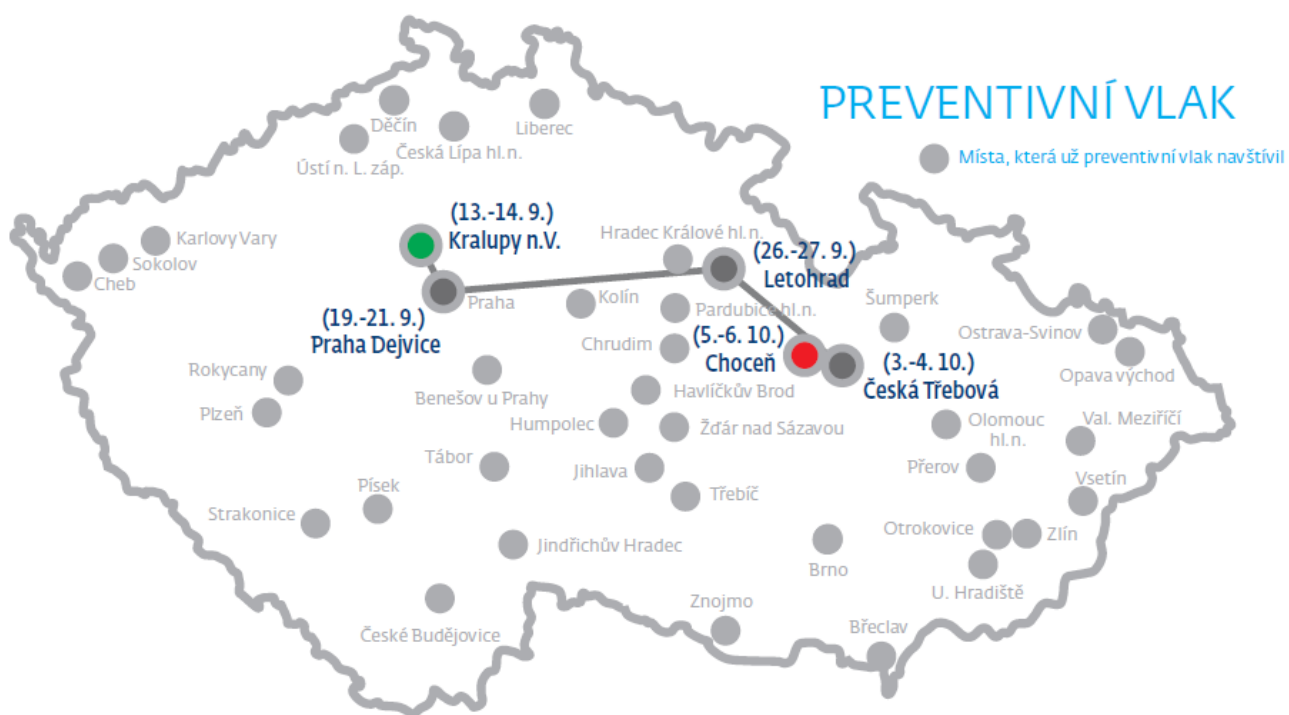 PREVENTIVNÍ VLAK
Místa, která už preventivní vlak navštívil
Děčín
Liberec
Česká Lípa hl.n.
Ústí n. L. záp.
(13.-14. 9.)
Kralupy n.V.
Karlovy Vary
Sokolov
Cheb
Hradec Králové hl.n.
(26.-27. 9.)
Letohrad
Praha
(19.-21. 9.)
Praha Dejvice
Kolín
Pardubice hl.n.
Šumperk
Ostrava-Svinov
Opava východ
Chrudim
(5.-6. 10.)
Choceň
(3.-4. 10.)
Česká Třebová
Rokycany
Plzeň
Benešov u Prahy
Havlíčkův Brod
Humpolec
Žďár nad Sázavou
Olomouc
hl.n.
Val. Meziříčí
Tábor
Jihlava
Přerov
Vsetín
Písek
Třebíč
Strakonice
Otrokovice
Zlín
Jindřichův Hradec
Brno
U. Hradiště
Znojmo
České Budějovice
Břeclav